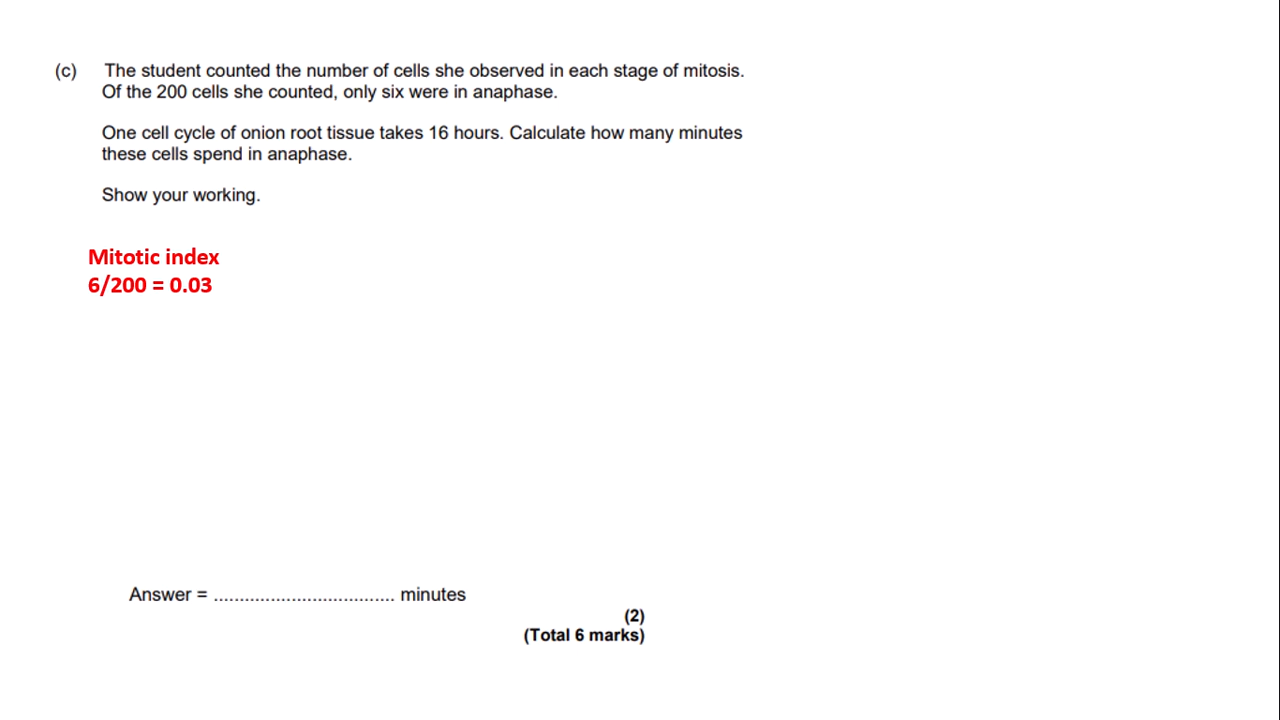 (c) The student counted the number of cells she observed in each stage of mitosis.
Of the 200 cells she counted, only six were in anaphase.
One cell cycle of onion root tissue takes 16 hours. Calculate how many minutes
these cells spend in anaphase.
Show your working.
Mitotic index
6/200 = 0.03
Answer = ................................... minutes
(2)
(Total 6 marks)